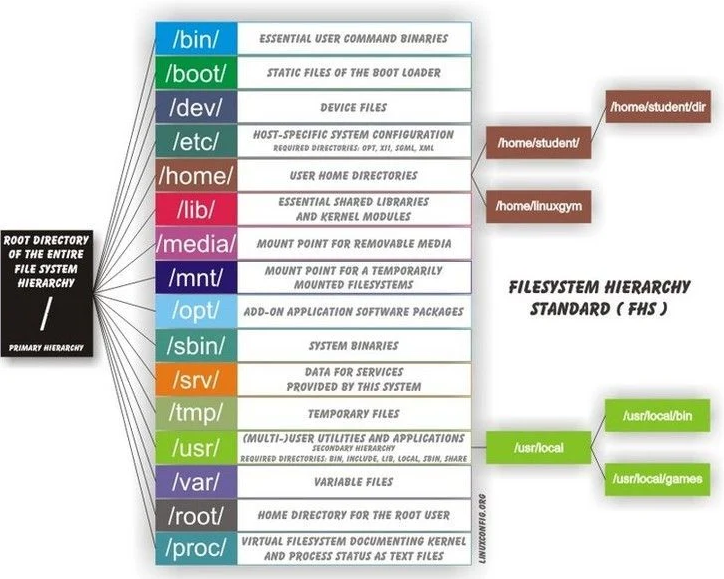 /bin/ ESSENTIAL USER COMMAND BINARIES
/boot/ STATIC FILES OF THE BOOT LOADER
/dev/ DEVICE FILES
/home/student/dir
/etc/ HOST-SPECIFIC SYSTEM CONFIGURATION
REQUIRED DIRECTORIES: OPT, X11, SGML, XML
/home/student/
/home/ USER HOME DIRECTORIES
/lib/ ESSENTIAL SHARED LIBRARIES
AND KERNEL MODULES
/home/linuxgym
/media/ MOUNT POINT FOR REMOVABLE MEDIA
ROOT DIRECTORY
OF THE ENTIRE
FILE SYSTEM
HIERARCHY
/
PRIMARY HIERARCHY
/mnt/ MOUNT POINT FOR A TEMPORARILY
MOUNTED FILESYSTEMS
FILESYSTEM HIERARCHY
STANDARD ( FHS )
/opt/ ADD-ON APPLICATION SOFTWARE PACKAGES
/sbin/ SYSTEM BINARIES
/srv/ DATA FOR SERVICES
PROVIDED BY THIS SYSTEM
/tmp/ TEMPORARY FILES
/usr/local/bin
/usr/ (MULTI-)USER UTILITIES AND APPLICATIONS
SECONDARY HIERARCHY
REQUIRED DIRECTORIES: BIN, INCLUDE, LIB, LOCAL, SBIN, SHARE
/usr/local
/usr/local/games
/var/ VARIABLE FILES
/root/ HOME DIRECTORY FOR THE ROOT USER
/proc/ VIRTUAL FILESYSTEM DOCUMENTING KERNEL
AND PROCESS STATUS AS TEXT FILES
LINUXCONFIG.ORG